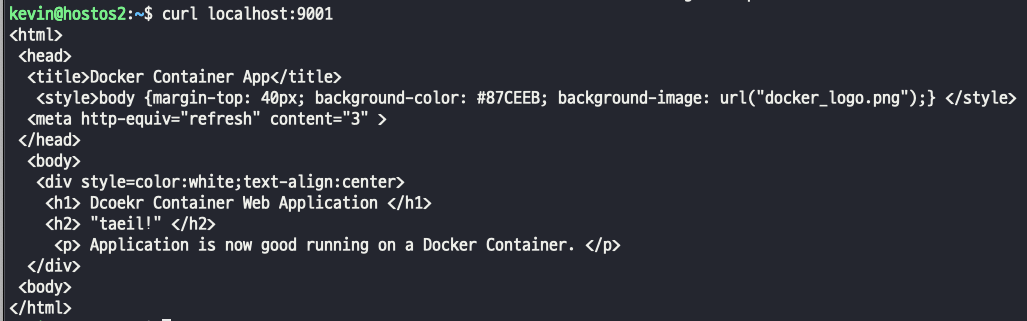 kevin@hostos2:~$ curl localhost:9001
<html>
 <head>
  <title>Docker Container App</title>
   <style>body {margin-top: 40px; background-color: #87CEEB; background-image: url("docker_logo.png");} </style>
  <meta http-equiv="refresh" content="3" >
 </head>
  <body>
   <div style=color:white;text-align:center>
    <h1> Dcoekr Container Web Application </h1>
    <h2> "taeil!" </h2>
     <p> Application is now good running on a Docker Container. </p>
  </div>
 <body>
</html>